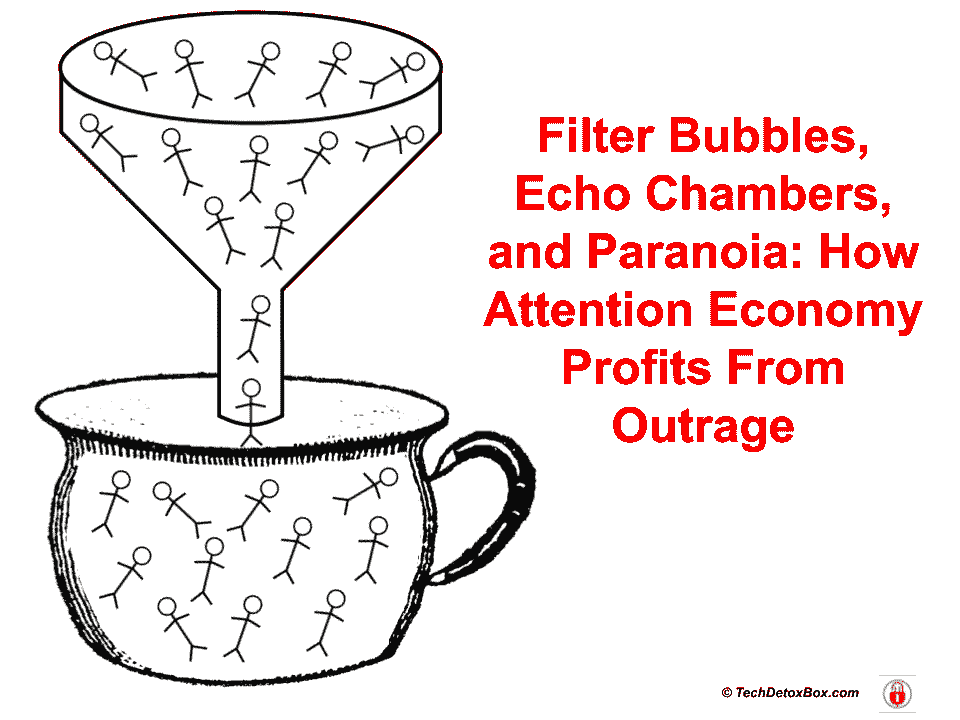 Filter Bubbles,
Echo Chambers,
and Paranoia: How
Attention Economy
Profits From
Outrage
© TechDetoxBox.com